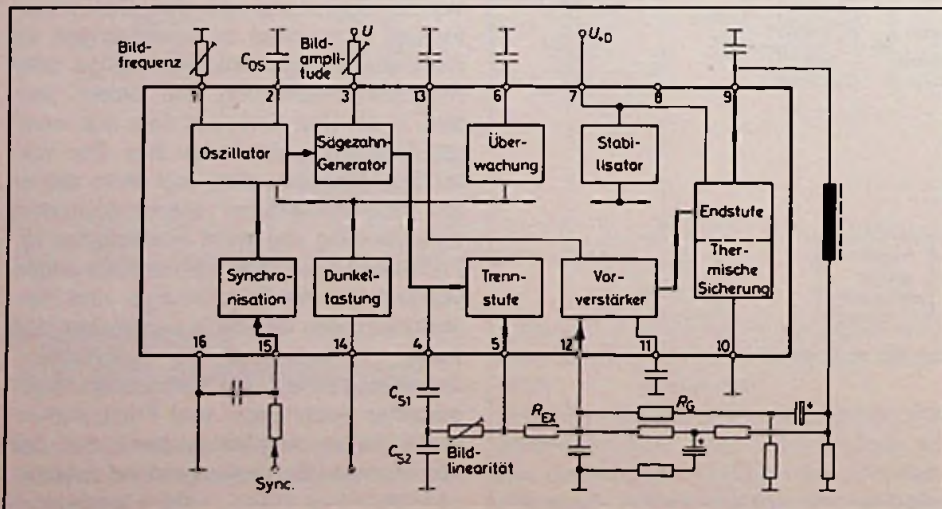 Bild-
frequenz
C_OS
Bild-
ampli-
tude
U
U+D
1
2
3
13
6
7
8
9
Oszillator
Sägezahn-
Generator
Über-
wachung
Stabi-
lisator
Endstufe
Ther-
mische
Sicherung
Synchro-
nisation
Dunkel-
tastung
Trenn-
stufe
Vor-
verstärker
16
15
14
4
5
12
11
10
C_S1
C_S2
Bild-
linearität
R_EX
R_G
+
+
Sync.